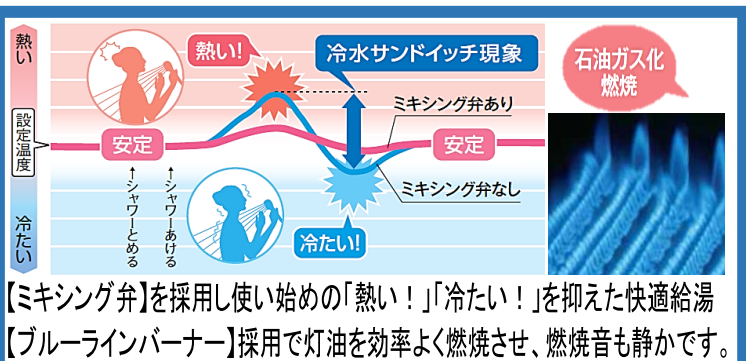 熱い
設定温度
冷たい
熱い!
冷水サンドイッチ現象
ミキシング弁あり
安定
安定
ミキシング弁なし
←シャワーとめる
←シャワーあける
冷たい!
石油ガス化
燃焼
【ミキシング弁】を採用し使い始めの「熱い！」「冷たい！」を抑えた快適給湯
【ブルーラインバーナー】採用で灯油を効率よく燃焼させ、燃焼音も静かです。